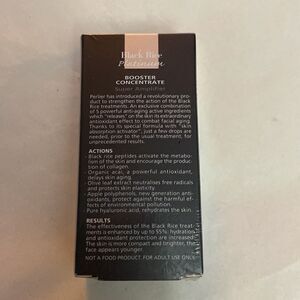 Black Rice
Platinum
BOOSTER
CONCENTRATE
Super Amplifier
Perlier has introduced a revolutionary pro-
duct to strengthen the action of the Black
Rice treatments. An exclusive combination
of 5 powerful anti-aging active ingredients
which "releases" on the skin its extraordinary
antioxidant effect to combat facial aging.
Thanks to its special formula with "skin
absorption activator", just a few drops are
needed, prior to the usual treatment, for
unprecedented results.
ACTIONS
- Black rice peptides activate the metabo-
lism of the skin and encourage the produc-
tion of collagen.
- Organic acai, a powerful antioxidant,
delays skin aging.
- Olive leaf extract neutralises free radicals
and protects skin elasticity.
- Apple polyphenols, new generation anti-
oxidants, protect against the harmful ef-
fects of environmental pollution.
- Pure hyaluronic acid, rehydrates the skin.
RESULTS
The effectiveness of the Black Rice treat-
ments is enhanced by up to 55%: hydration
and antioxidant protection are increased.
The skin is more compact and brighter, the
face appears younger.
NOT A FOOD PRODUCT. FOR ADULT USE ONLY